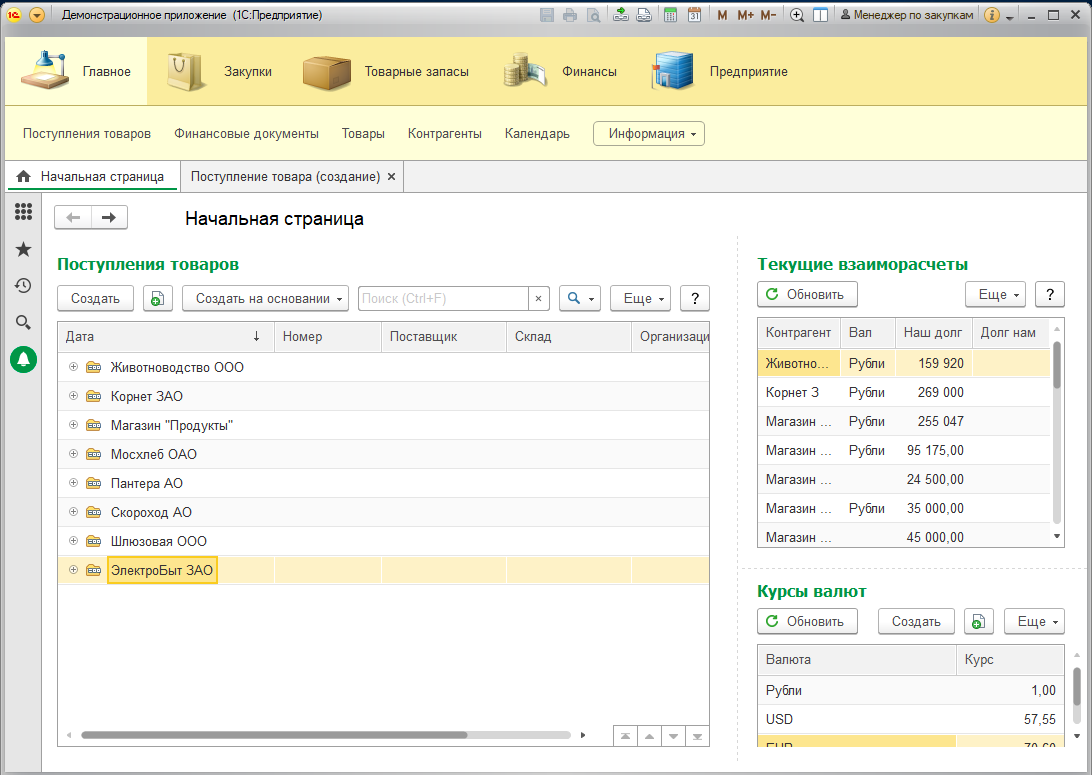 Демонстрационное приложение (1С:Предприятие)
M M+ M- Менеджер по закупкам
Главное Закупки Товарные запасы Финансы Предприятие
Поступления товаров Финансовые документы Товары Контрагенты Календарь Информация
Начальная страница Поступление товара (создание)
Начальная страница
Поступления товаров
Создать Создать на основании Поиск (Ctrl+F) Еще ?
Дата Номер Поставщик Склад Организаци
Животноводство ООО
Корнет ЗАО
Магазин "Продукты"
Мосхлеб ОАО
Пантера АО
Скороход АО
Шлюзовая ООО
ЭлектроБыт ЗАО
Текущие взаиморасчеты
Обновить Еще ?
Контрагент Вал Наш долг Долг нам
Животно... Рубли 159 920
Корнет З Рубли 269 000
Магазин ... Рубли 255 047
Магазин ... Рубли 95 175,00
Магазин ... 24 500,00
Магазин ... Рубли 35 000,00
Магазин ... 45 000,00
Курсы валют
Обновить Создать Еще
Валюта Курс
Рубли 1,00
USD 57,55
EUR 70,60